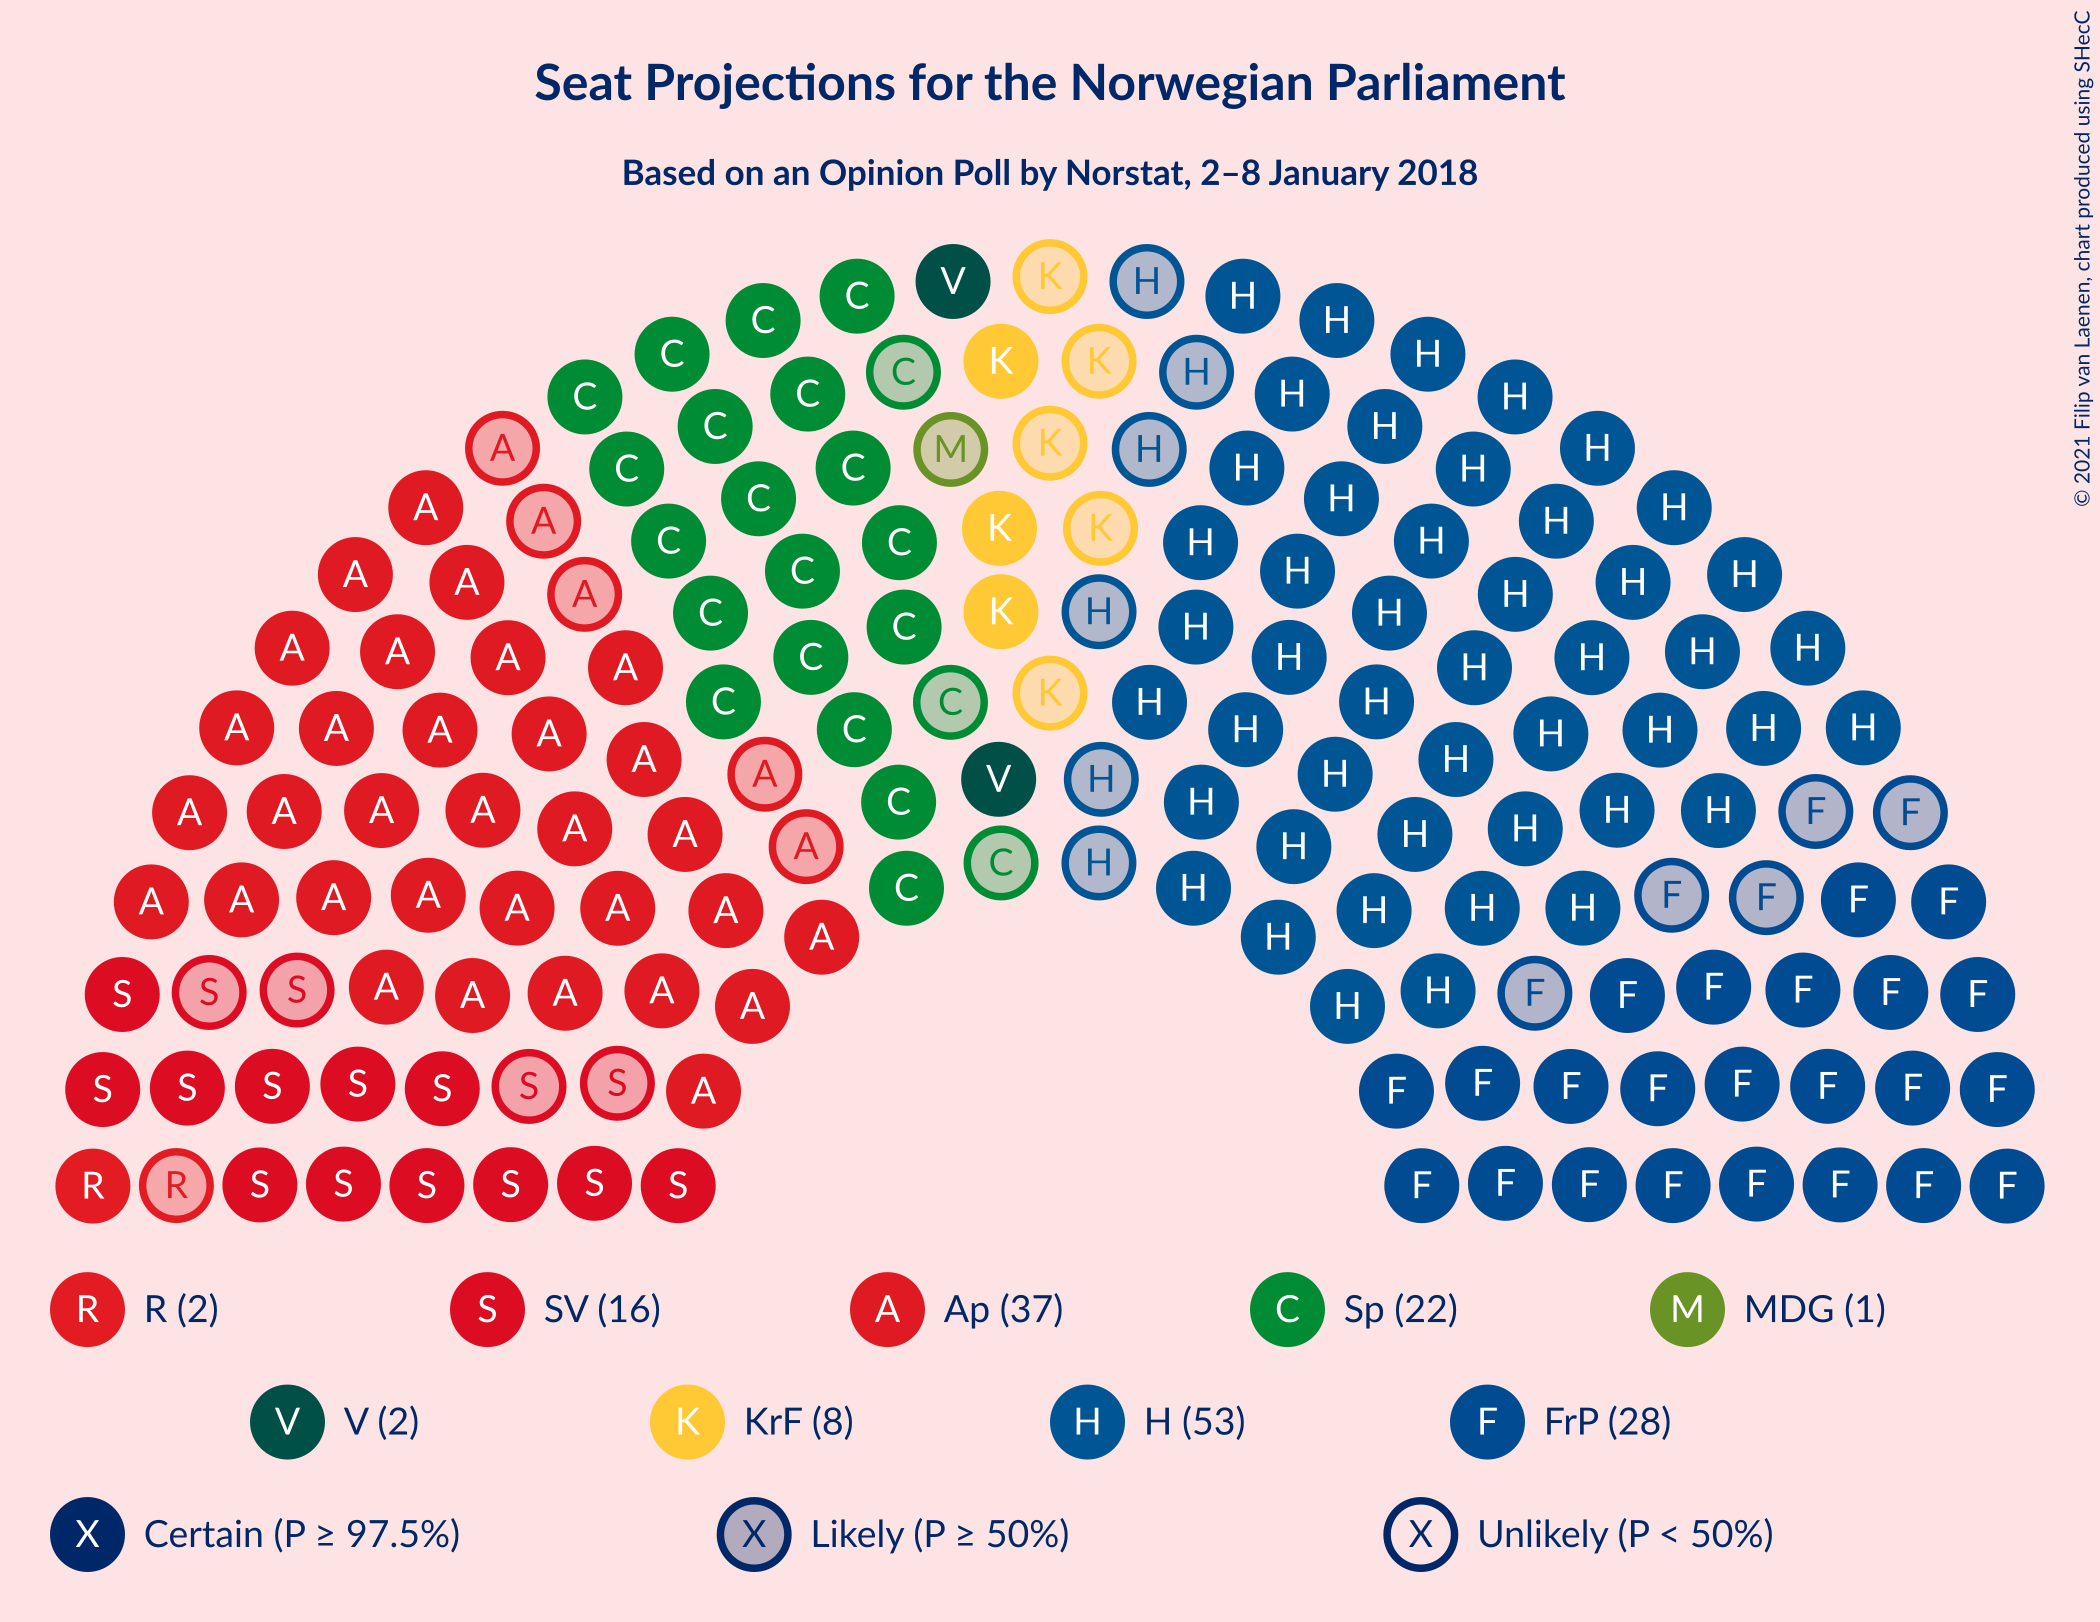 Seat Projections for the Norwegian Parliament
Based on an Opinion Poll by Norstat, 2–8 January 2018
© 2021 Filip van Laenen, chart produced using SHecC
V K H
C H
C H
C K K H
C C H H
C C H
C M K H H
A C C H H
C C H H
A A C C K K H H H
C H
A A C C H H H
A C H
A A C C K H H H H
A A A C C H H H H
A C C K H H
A A A A C H H H H
A V H H
A C H
A A A A A C H H H H F F
A A A H H H
C C H H
A A A A F F F F
A A A C A H H H H
S S S A A A A A H H F F F F F F
S S S S S S S A F F F F F F F F
R R S S S S S S F F F F F F F F
R R (2) S SV (16) A Ap (37) C Sp (22) M MDG (1)
V V (2) K KrF (8) H H (53) F FrP (28)
X Certain (P ≥ 97.5%) X Likely (P ≥ 50%) X Unlikely (P < 50%)